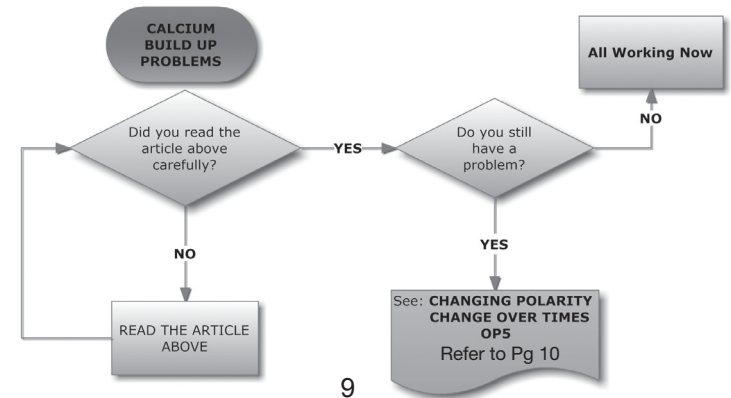 CALCIUM
BUILD UP
PROBLEMS
Did you read the
article above
carefully?
YES
Do you still
have a
problem?
NO
All Working Now
NO
READ THE ARTICLE
ABOVE
YES
See: CHANGING POLARITY
CHANGE OVER TIMES
OP5
Refer to Pg 10
9